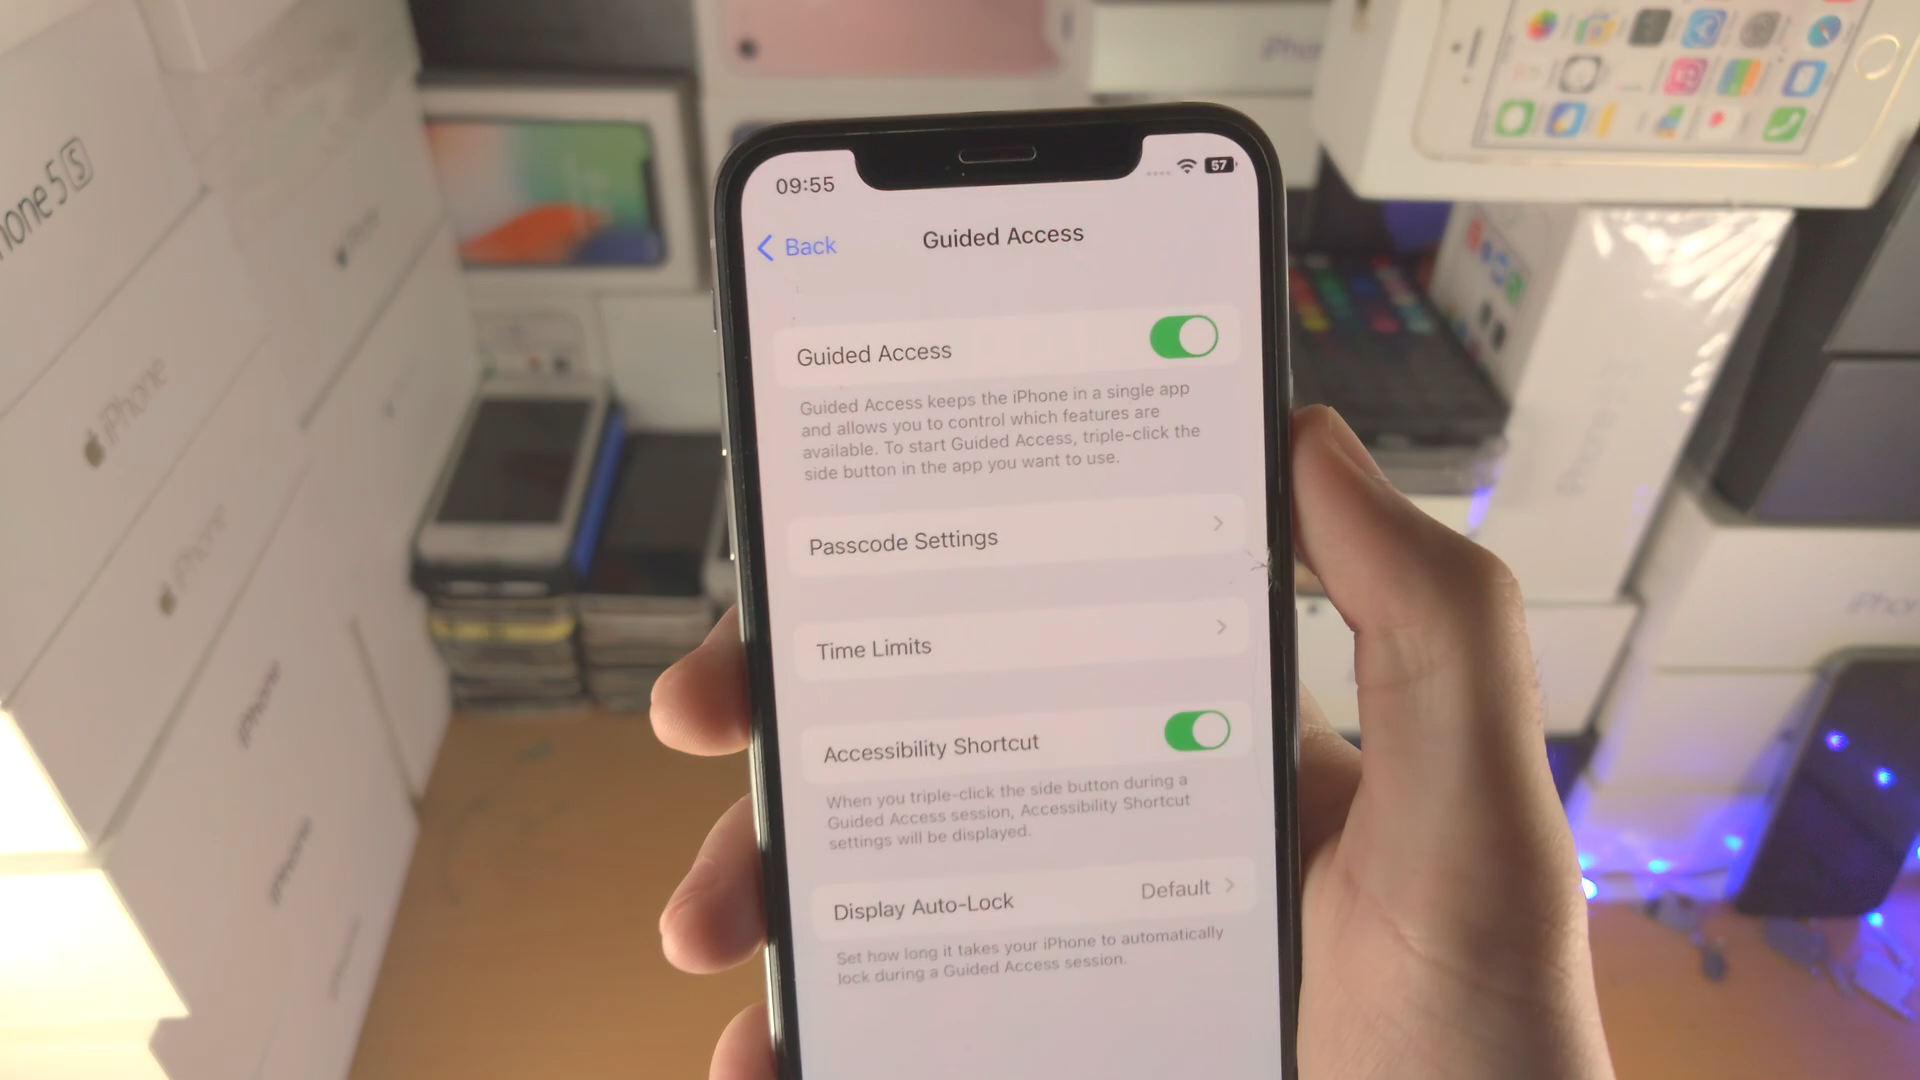 09:55
57
Back
Guided Access
Guided Access
Guided Access keeps the iPhone in a single app
and allows you to control which features are
available. To start Guided Access, triple-click the
side button in the app you want to use.
Passcode Settings
Time Limits
Accessibility Shortcut
When you triple-click the side button during a
Guided Access session, Accessibility Shortcut
settings will be displayed.
Display Auto-Lock
Default
Set how long it takes your iPhone to automatically
lock during a Guided Access session.
hone 5s
iPhone
iPhone
iPhone
iPhone
iPhon